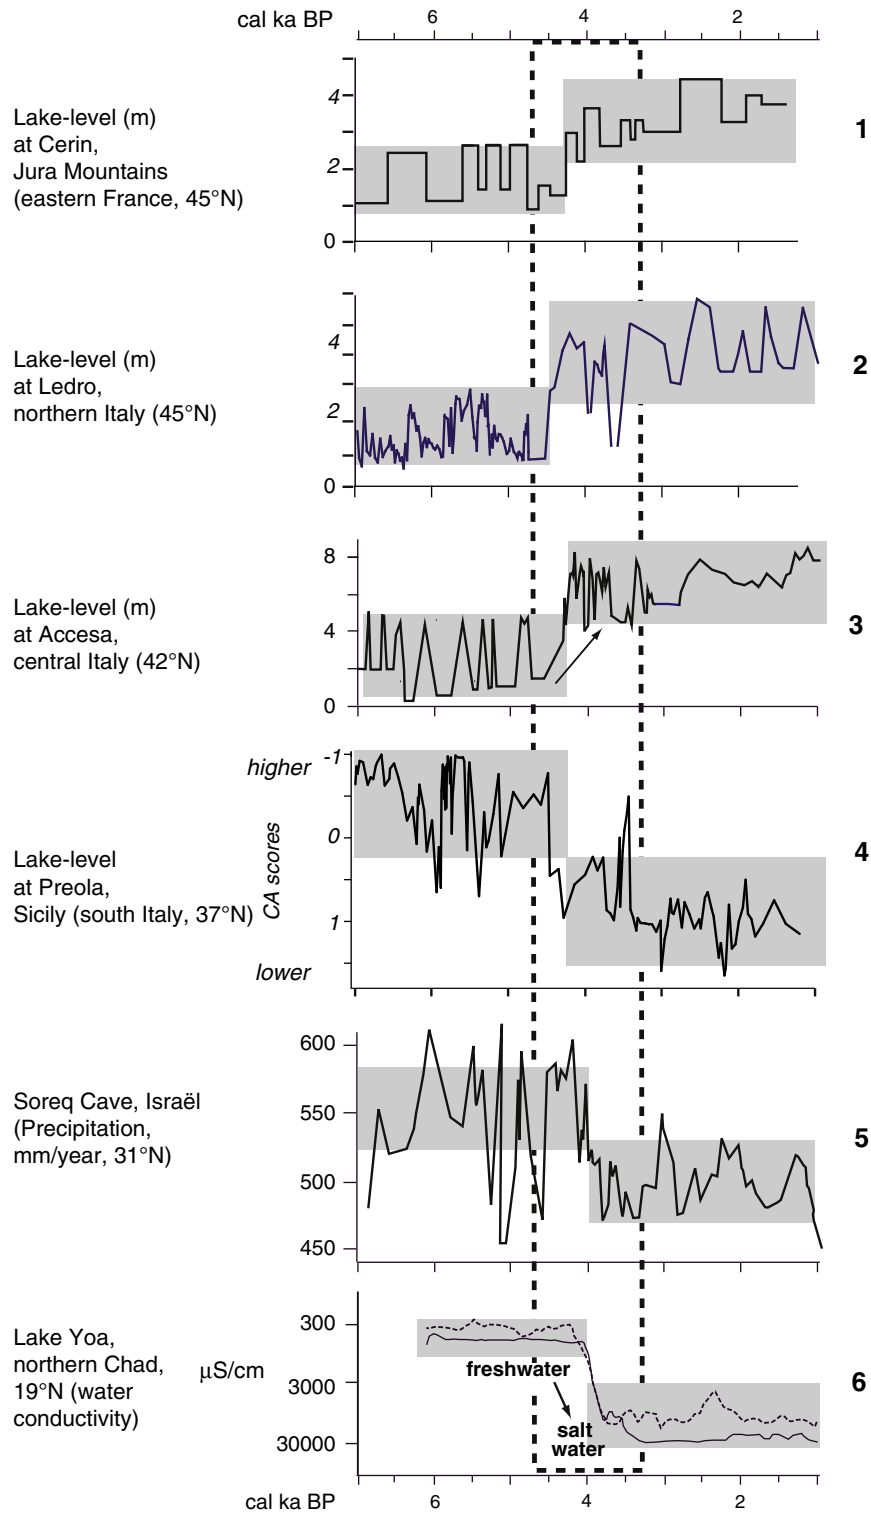 cal ka BP 6 4 2
4
2
0
Lake-level (m)
at Cerin,
Jura Mountains
(eastern France, 45°N)
1
4
2
0
Lake-level (m)
at Ledro,
northern Italy (45°N)
2
8
4
0
Lake-level (m)
at Accesa,
central Italy (42°N)
3
higher
-1
0
1
lower
CA scores
Lake-level
at Preola,
Sicily (south Italy, 37°N)
4
600
550
500
450
Soreq Cave, Israël
(Precipitation,
mm/year, 31°N)
5
300
3000
30000
Lake Yoa,
northern Chad,
19°N (water
conductivity)
μS/cm
freshwater
salt
water
6
cal ka BP 6 4 2